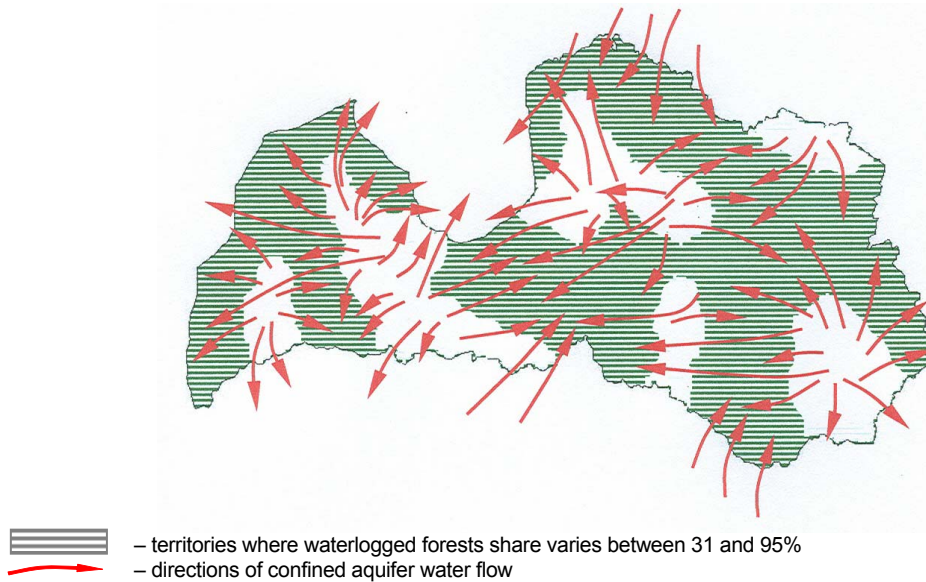 – territories where waterlogged forests share varies between 31 and 95%
– directions of confined aquifer water flow